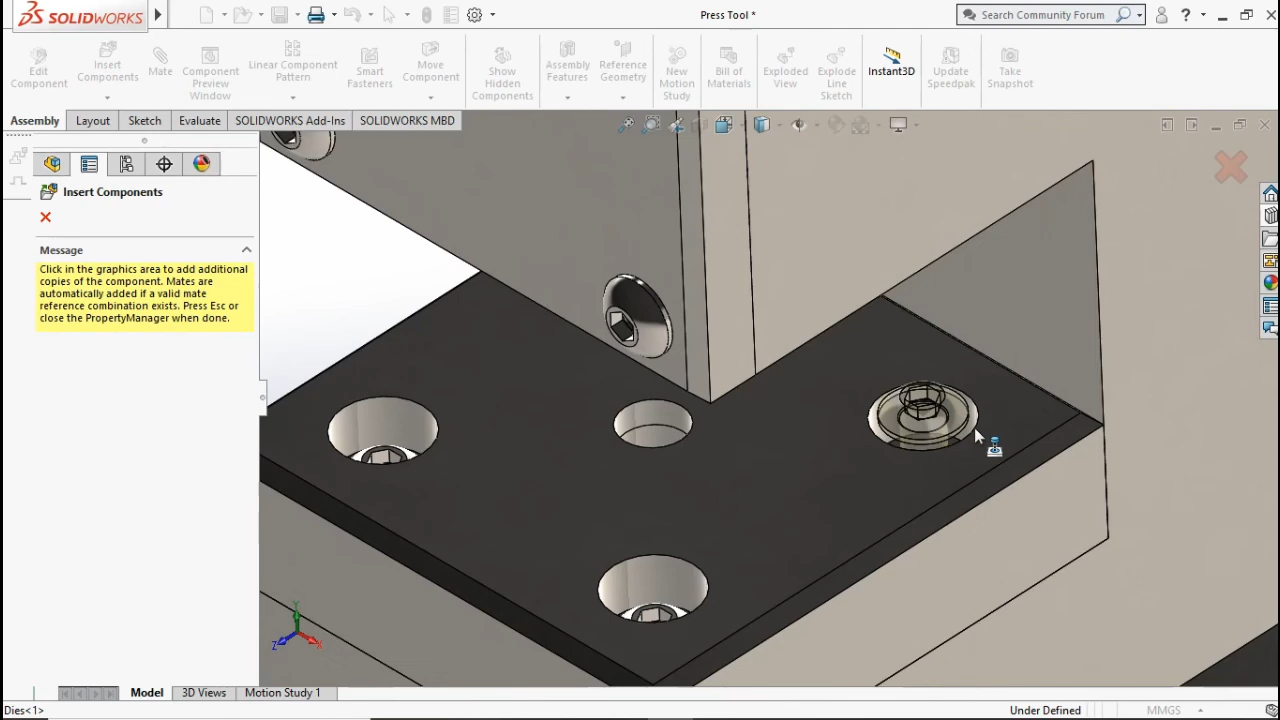 SOLIDWORKS
Press Tool *
Search Community Forum
?
Edit
Component
Insert
Components
Mate
Component
Preview
Window
Linear Component
Pattern
Smart
Fasteners
Move
Component
Show
Hidden
Components
Assembly
Features
Reference
Geometry
New
Motion
Study
Bill of
Materials
Exploded
View
Explode
Line
Sketch
Instant3D
Update
Speedpak
Take
Snapshot
Assembly
Layout
Sketch
Evaluate
SOLIDWORKS Add-Ins
SOLIDWORKS MBD
Insert Components
Message
Click in the graphics area to add additional
copies of the component. Mates are
automatically added if a valid mate
reference combination exists. Press Esc or
close the PropertyManager when done.
Y
Z
X
Model
3D Views
Motion Study 1
Dies<1>
Under Defined
MMGS